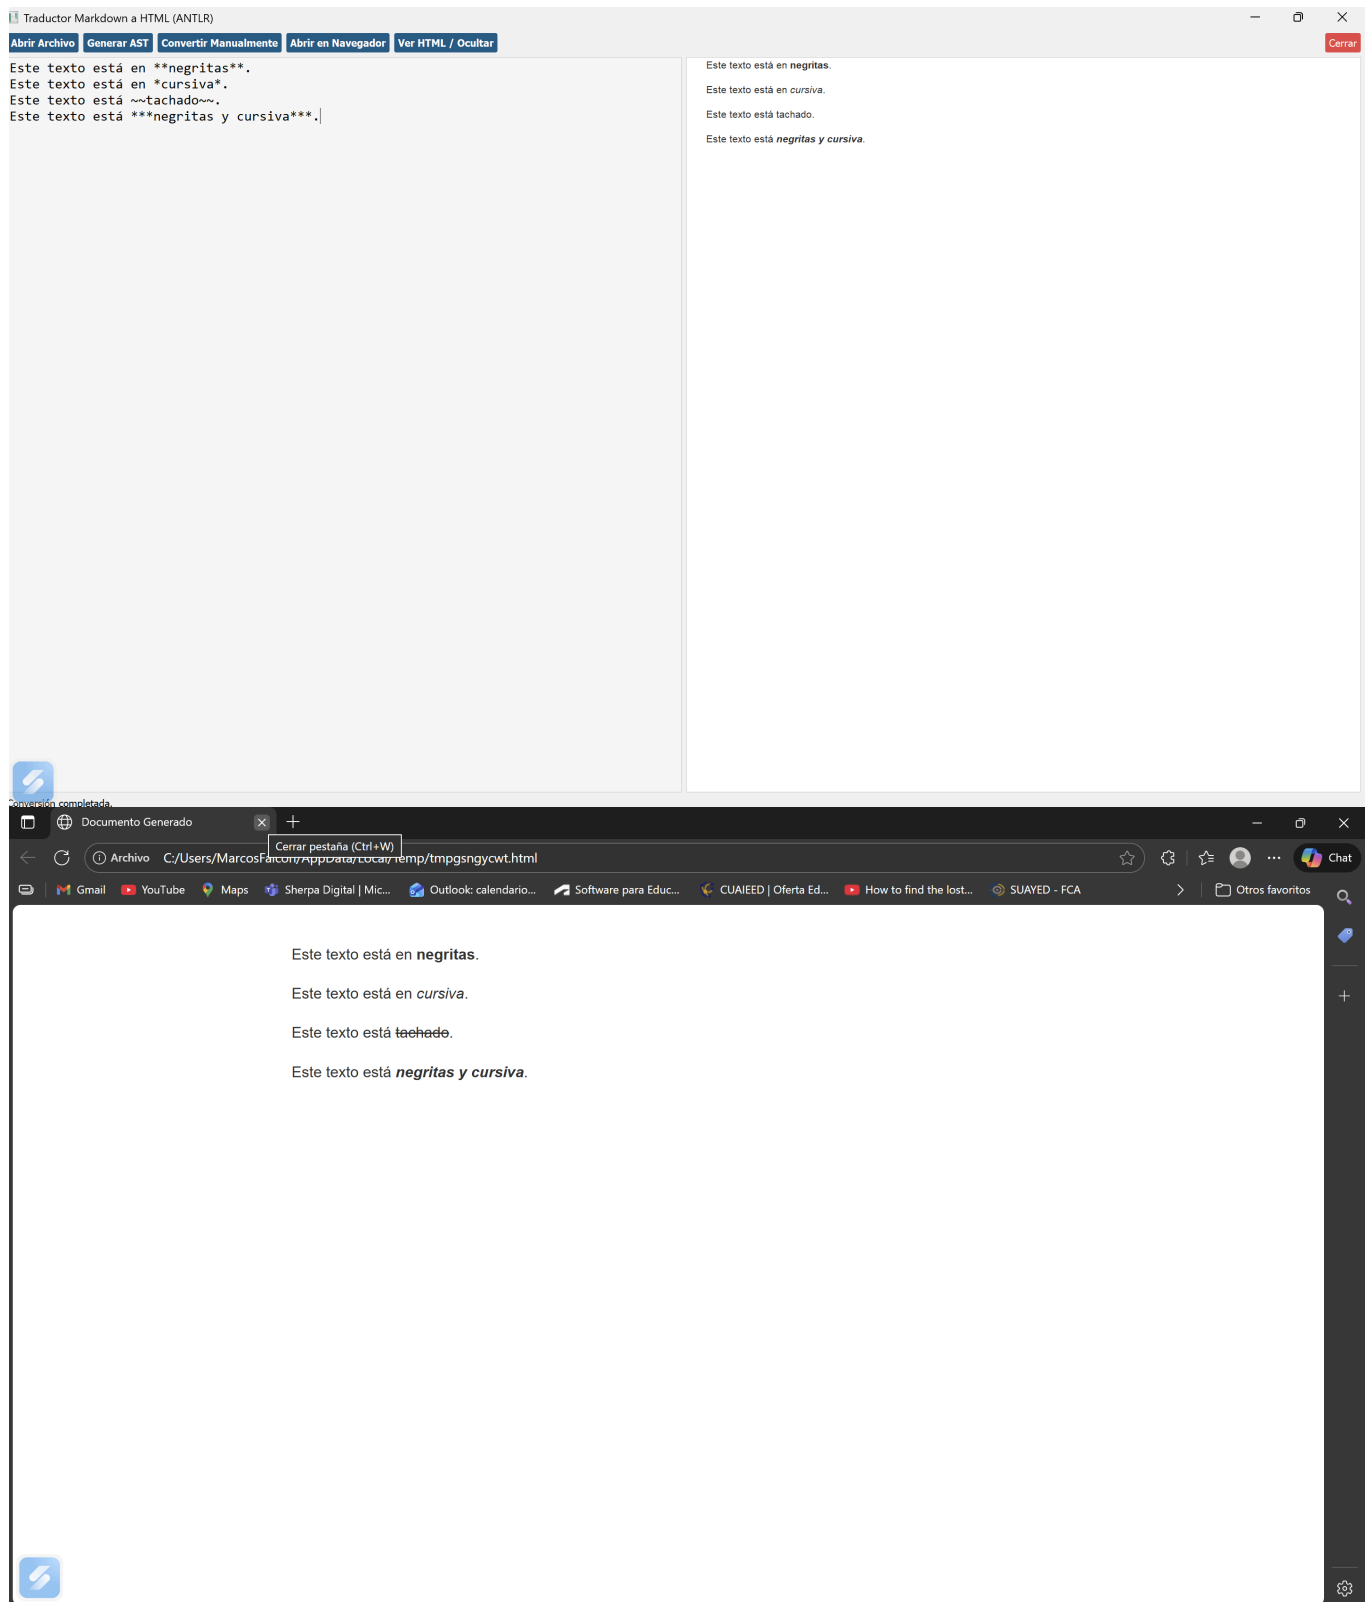 Traductor Markdown a HTML (ANTLR)
Abrir Archivo Generar AST Convertir Manualmente Abrir en Navegador Ver HTML / Ocultar Cerrar
Este texto está en **negritas**.
Este texto está en *cursiva*.
Este texto está ~~tachado~~.
Este texto está ***negritas y cursiva***.
Este texto está en negritas.
Este texto está en cursiva.
Este texto está tachado.
Este texto está negritas y cursiva.
Conversión completada.
Documento Generado
Cerrar pestaña (Ctrl+W)
Archivo C:/Users/MarcosFalcon/AppData/Local/Temp/tmpgsngycwt.html Chat
Gmail YouTube Maps Sherpa Digital | Mic... Outlook: calendario... Software para Educ... CUAIEED | Oferta Ed... How to find the lost... SUAYED - FCA Otros favoritos
Este texto está en negritas.
Este texto está en cursiva.
Este texto está tachado.
Este texto está negritas y cursiva.